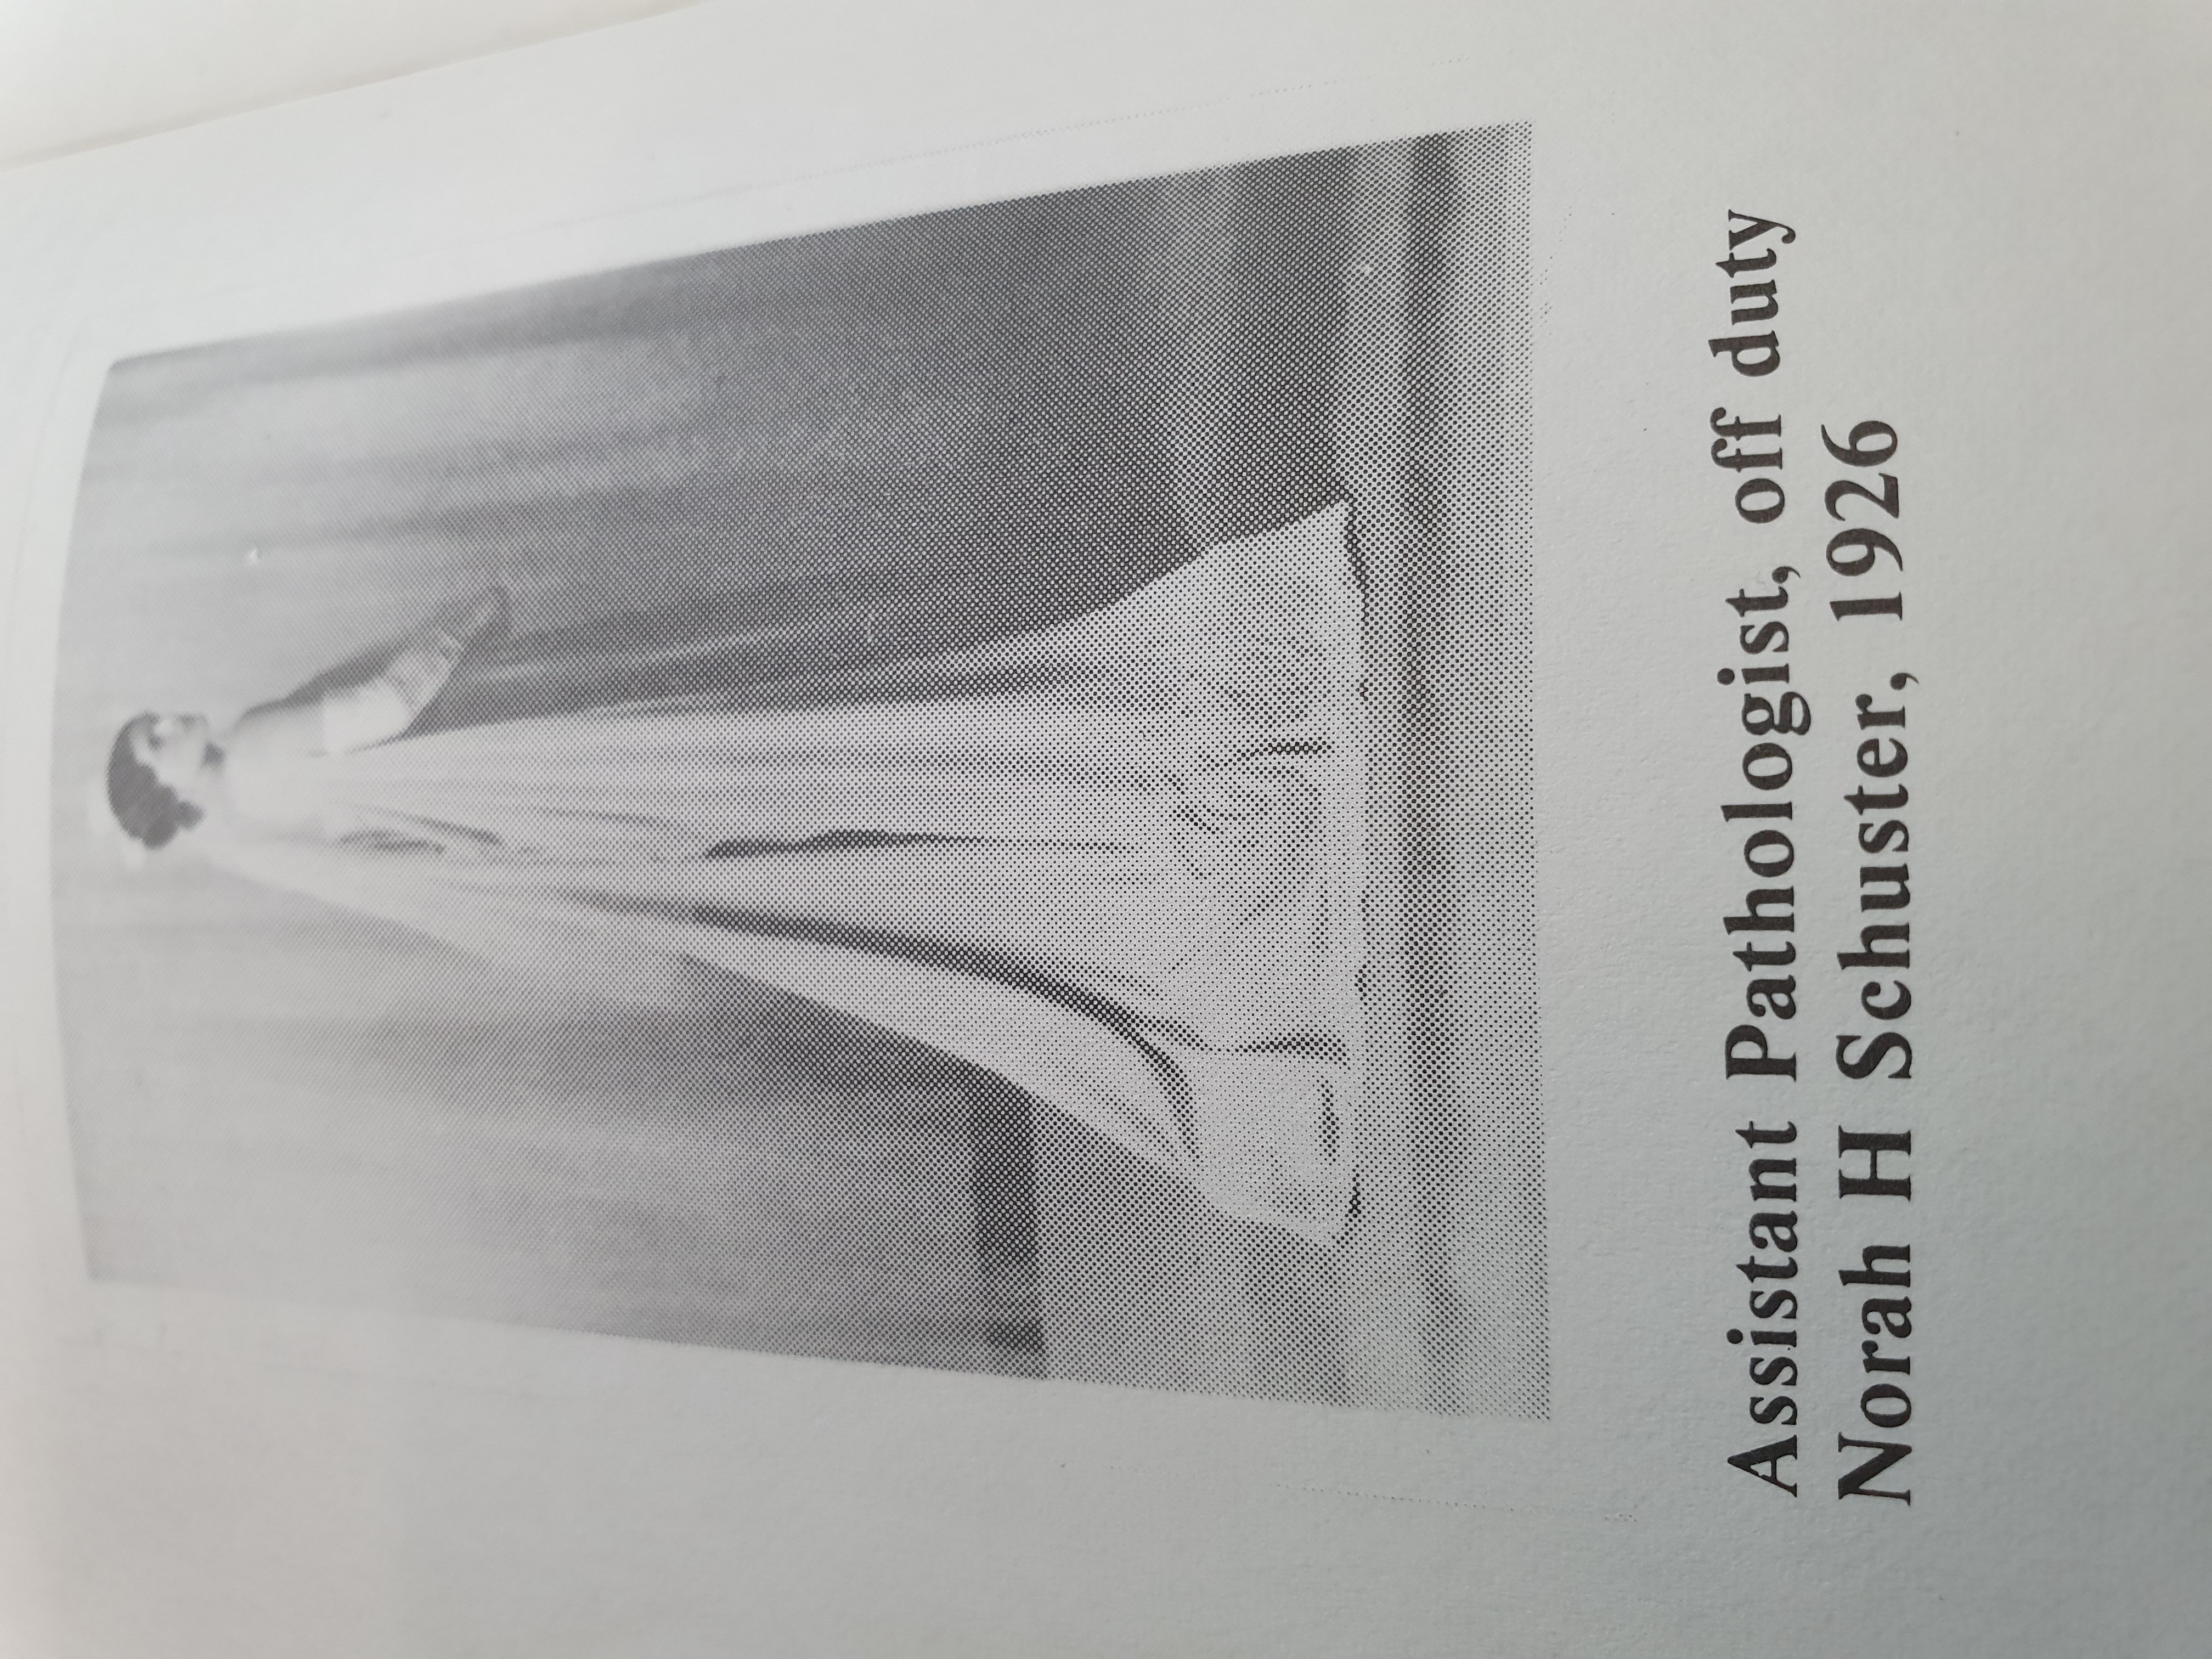 Assistant Pathologist, off duty
Norah H Schuster, 1926